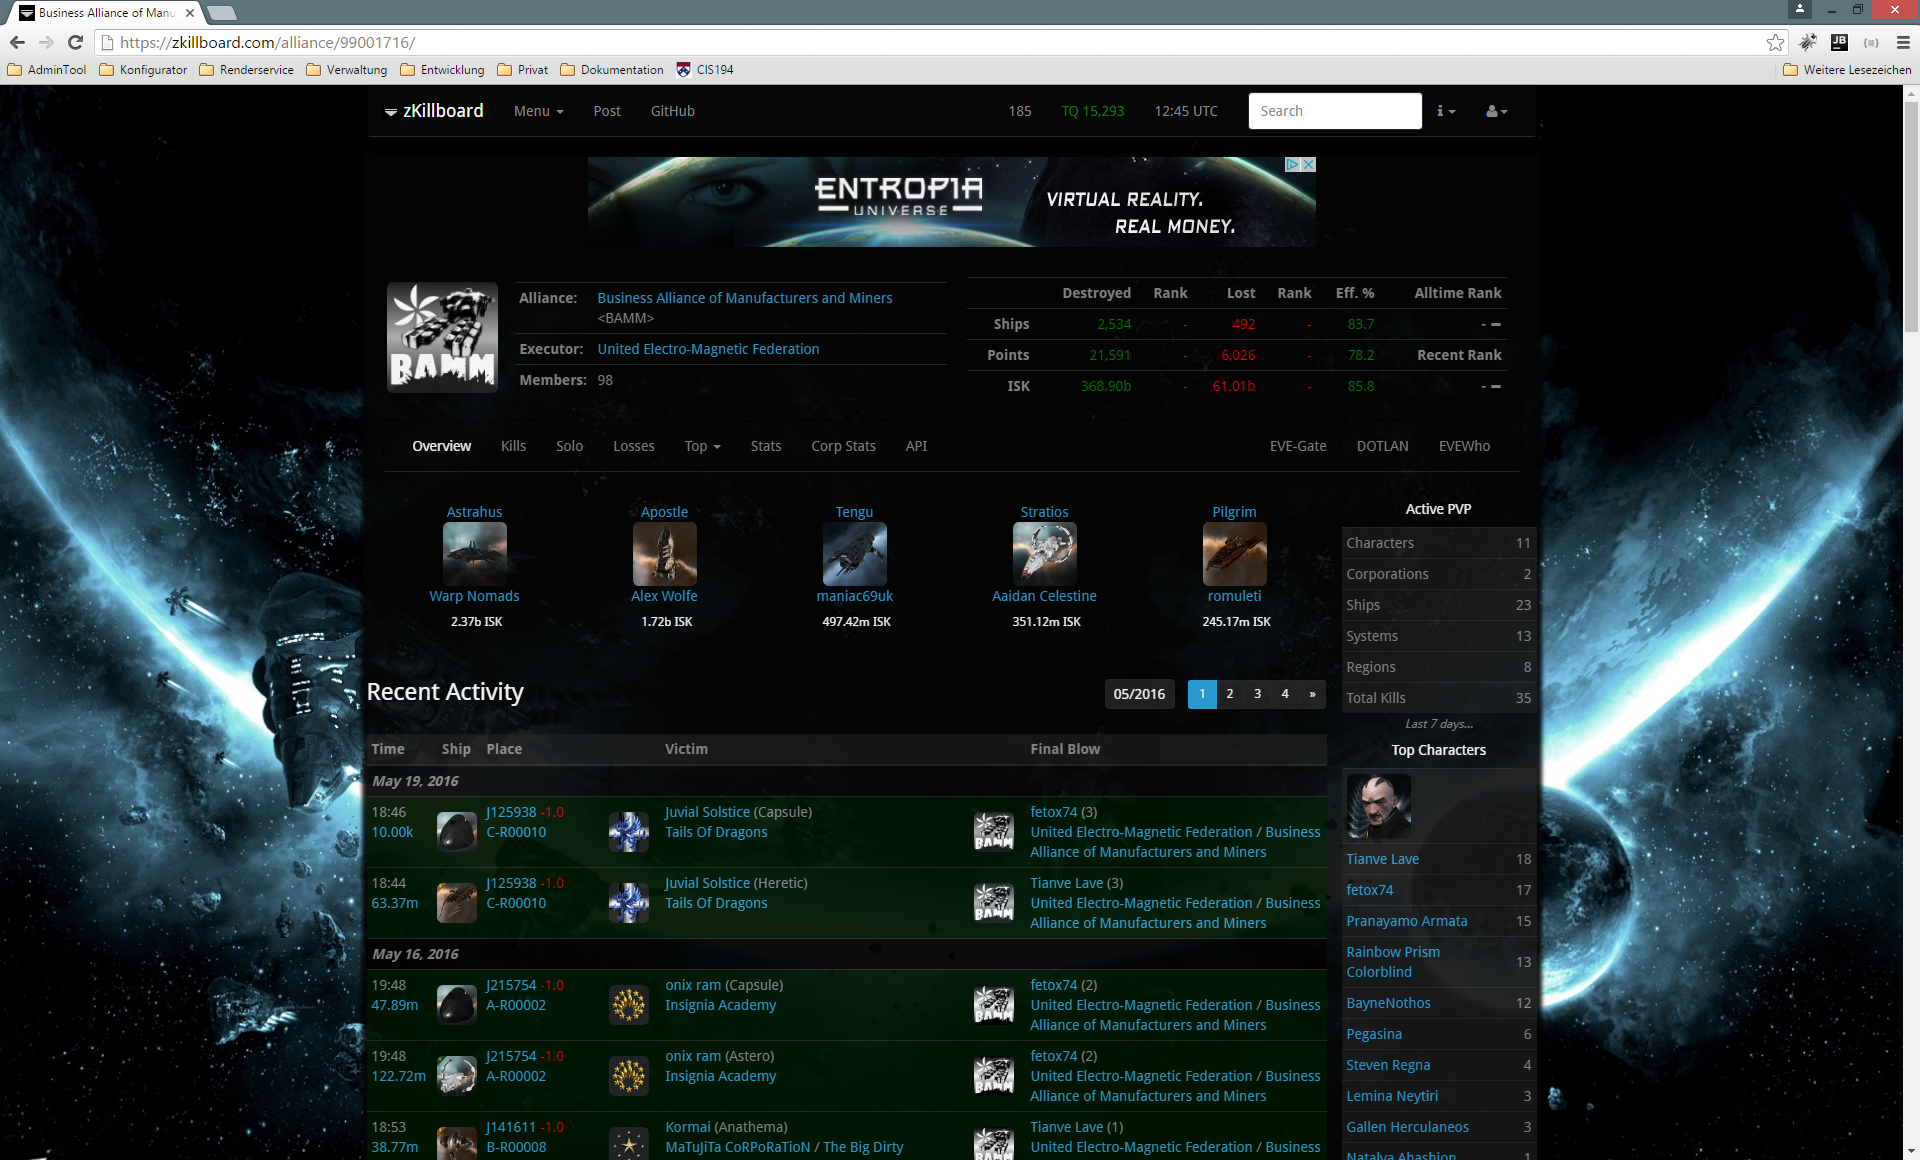 Business Alliance of Manu
https://zkillboard.com/alliance/99001716/
AdminTool Konfigurator Renderservice Verwaltung Entwicklung Privat Dokumentation CIS194 Weitere Lesezeichen
zKillboard Menu Post GitHub 185 TQ 15,293 12:45 UTC Search
ENTROPIA
UNIVERSE
VIRTUAL REALITY.
REAL MONEY.
BAMM
Alliance: Business Alliance of Manufacturers and Miners
<BAMM>
Executor: United Electro-Magnetic Federation
Members: 98
Destroyed Rank Lost Rank Eff. % Alltime Rank
Ships 2,534 - 492 - 83.7 -
Points 21,591 - 6,026 - 78.2 Recent Rank
ISK 368.90b - 61.01b - 85.8 -
Overview Kills Solo Losses Top Stats Corp Stats API EVE-Gate DOTLAN EVEWho
Astrahus Apostle Tengu Stratios Pilgrim
Warp Nomads Alex Wolfe maniac69uk Aaidan Celestine romuleti
2.37b ISK 1.72b ISK 497.42m ISK 351.12m ISK 245.17m ISK
Recent Activity 05/2016 1 2 3 4 »
Time Ship Place Victim Final Blow
May 19, 2016
18:46 J125938 -1.0 Juvial Solstice (Capsule) fetox74 (3)
10.00k C-R00010 Tails Of Dragons BAMM United Electro-Magnetic Federation / Business
Alliance of Manufacturers and Miners
18:44 J125938 -1.0 Juvial Solstice (Heretic) Tianve Lave (3)
63.37m C-R00010 Tails Of Dragons BAMM United Electro-Magnetic Federation / Business
Alliance of Manufacturers and Miners
May 16, 2016
19:48 J215754 -1.0 onix ram (Capsule) fetox74 (2)
47.89m A-R00002 Insignia Academy BAMM United Electro-Magnetic Federation / Business
Alliance of Manufacturers and Miners
19:48 J215754 -1.0 onix ram (Astero) fetox74 (2)
122.72m A-R00002 Insignia Academy BAMM United Electro-Magnetic Federation / Business
Alliance of Manufacturers and Miners
18:53 J141611 -1.0 Kormai (Anathema) Tianve Lave (1)
38.77m B-R00008 MaTuJiTa CoRPoRaTioN / The Big Dirty United Electro-Magnetic Federation / Business
Active PVP
Characters 11
Corporations 2
Ships 23
Systems 13
Regions 8
Total Kills 35
Last 7 days...
Top Characters
Tianve Lave 18
fetox74 17
Pranayamo Armata 15
Rainbow Prism
Colorblind 13
BayneNothos 12
Pegasina 6
Steven Regna 4
Lemina Neytiri 3
Gallen Herculaneos 3
Natalya Ahashion 1